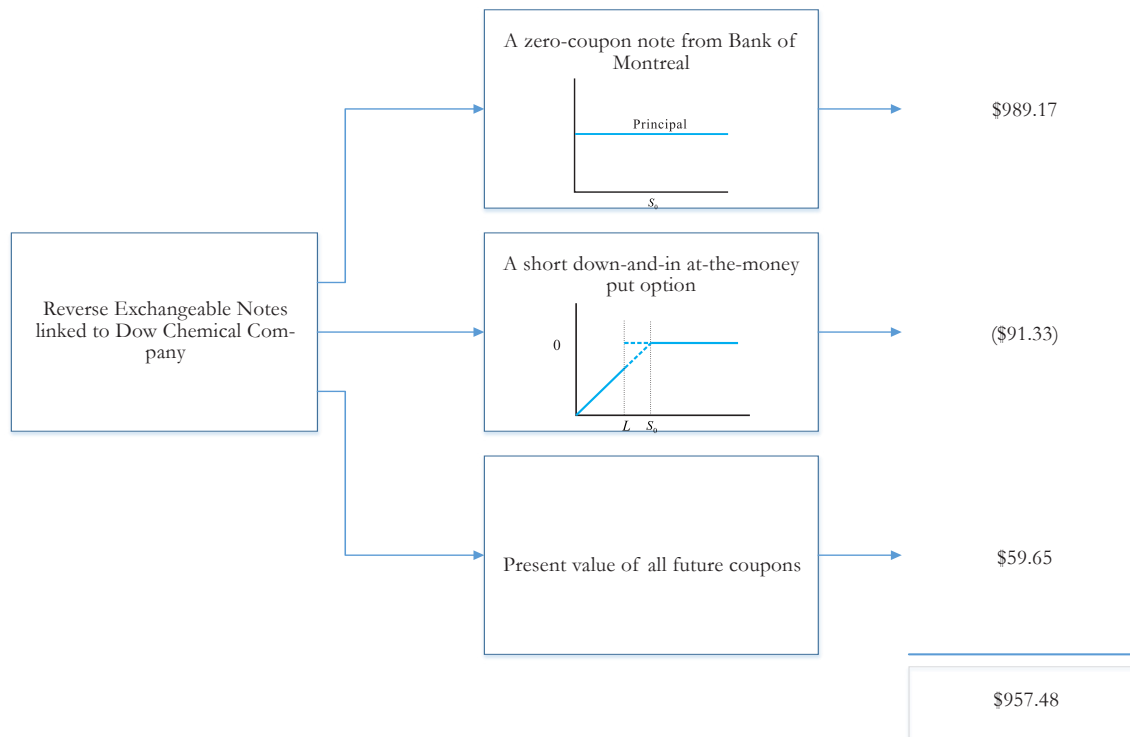 A zero-coupon note from Bank of
Montreal
Principal
S₀
$989.17
Reverse Exchangeable Notes
linked to Dow Chemical Com-
pany
A short down-and-in at-the-money
put option
0
L S₀
($91.33)
Present value of all future coupons
$59.65
$957.48